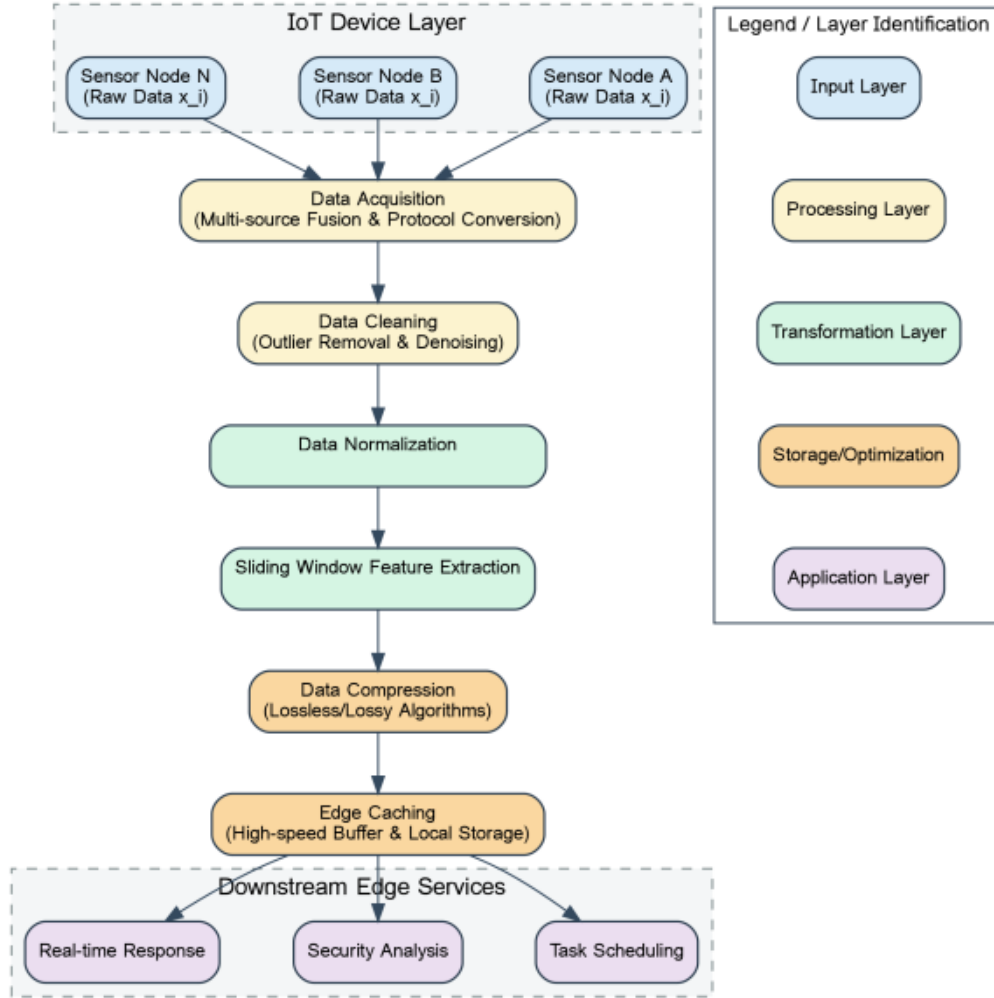 IoT Device Layer
Sensor Node N
(Raw Data x_i)
Sensor Node B
(Raw Data x_i)
Sensor Node A
(Raw Data x_i)
Data Acquisition
(Multi-source Fusion & Protocol Conversion)
Data Cleaning
(Outlier Removal & Denoising)
Data Normalization
Sliding Window Feature Extraction
Data Compression
(Lossless/Lossy Algorithms)
Edge Caching
(High-speed Buffer & Local Storage)
Downstream Edge Services
Real-time Response
Security Analysis
Task Scheduling
Legend / Layer Identification
Input Layer
Processing Layer
Transformation Layer
Storage/Optimization
Application Layer